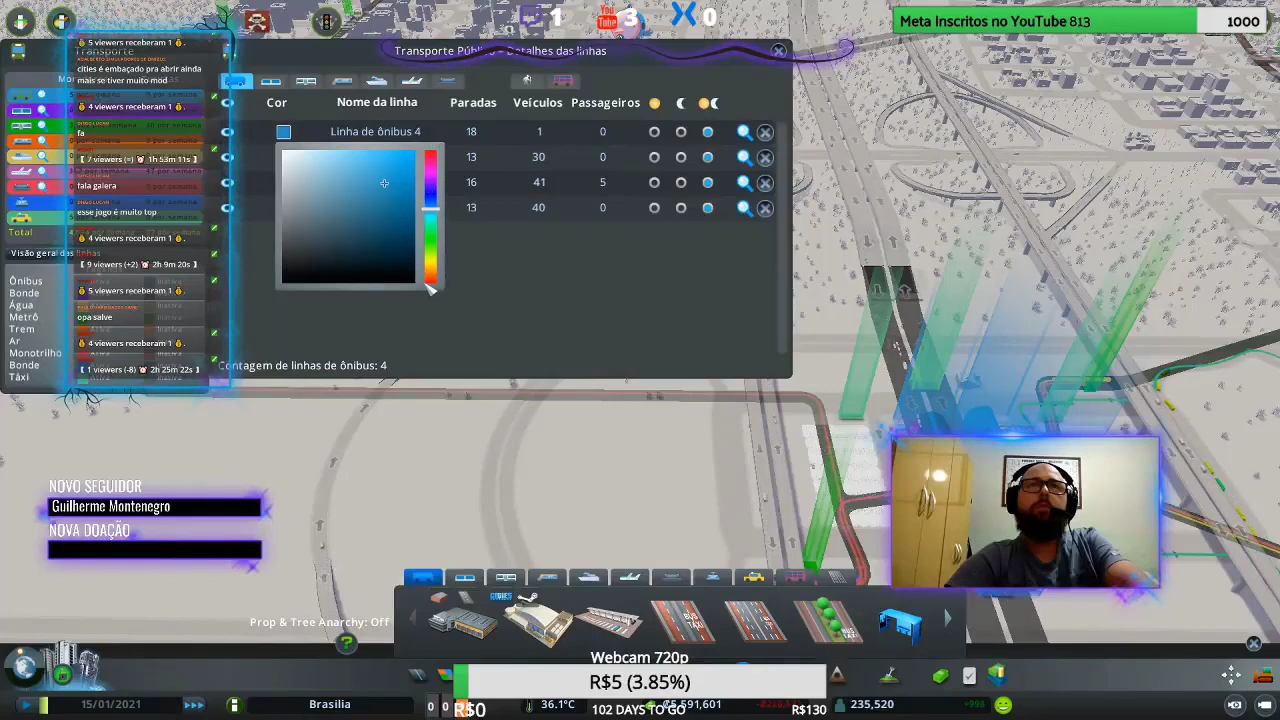 1
3
0
Meta Inscritos no YouTube 813
1000
Transporte Público - Detalhes das linhas
5 viewers receberam 1
cities é embaçado pra abrir ainda
mais se tiver muito mod
4 viewers receberam 1
fa
[ 7 viewers (=) 1h 53m 11s ]
fala galera
esse jogo é muito top
4 viewers receberam 1
[ 9 viewers (+2) 2h 9m 20s ]
5 viewers receberam 1
opa salve
4 viewers receberam 1
[ 1 viewers (-8) 2h 25m 22s ]
Total
Visão geral das linhas
Ônibus
Bonde
Água
Metrô
Trem
Ar
Monotrilho
Bonde
Táxi
Cor
Nome da linha
Paradas
Veículos
Passageiros
Linha de ônibus 4
18
1
0
13
30
0
16
41
5
13
40
0
Contagem de linhas de ônibus: 4
NOVO SEGUIDOR
Guilherme Montenegro
NOVA DOAÇÃO
Prop & Tree Anarchy: Off
BUS
TAXI
Webcam 720p
R$5 (3.85%)
15/01/2021
Brasília
0 0
R$0
36.1°C
102 DAYS TO GO
₡5,591,601
R$130
235,520
+998